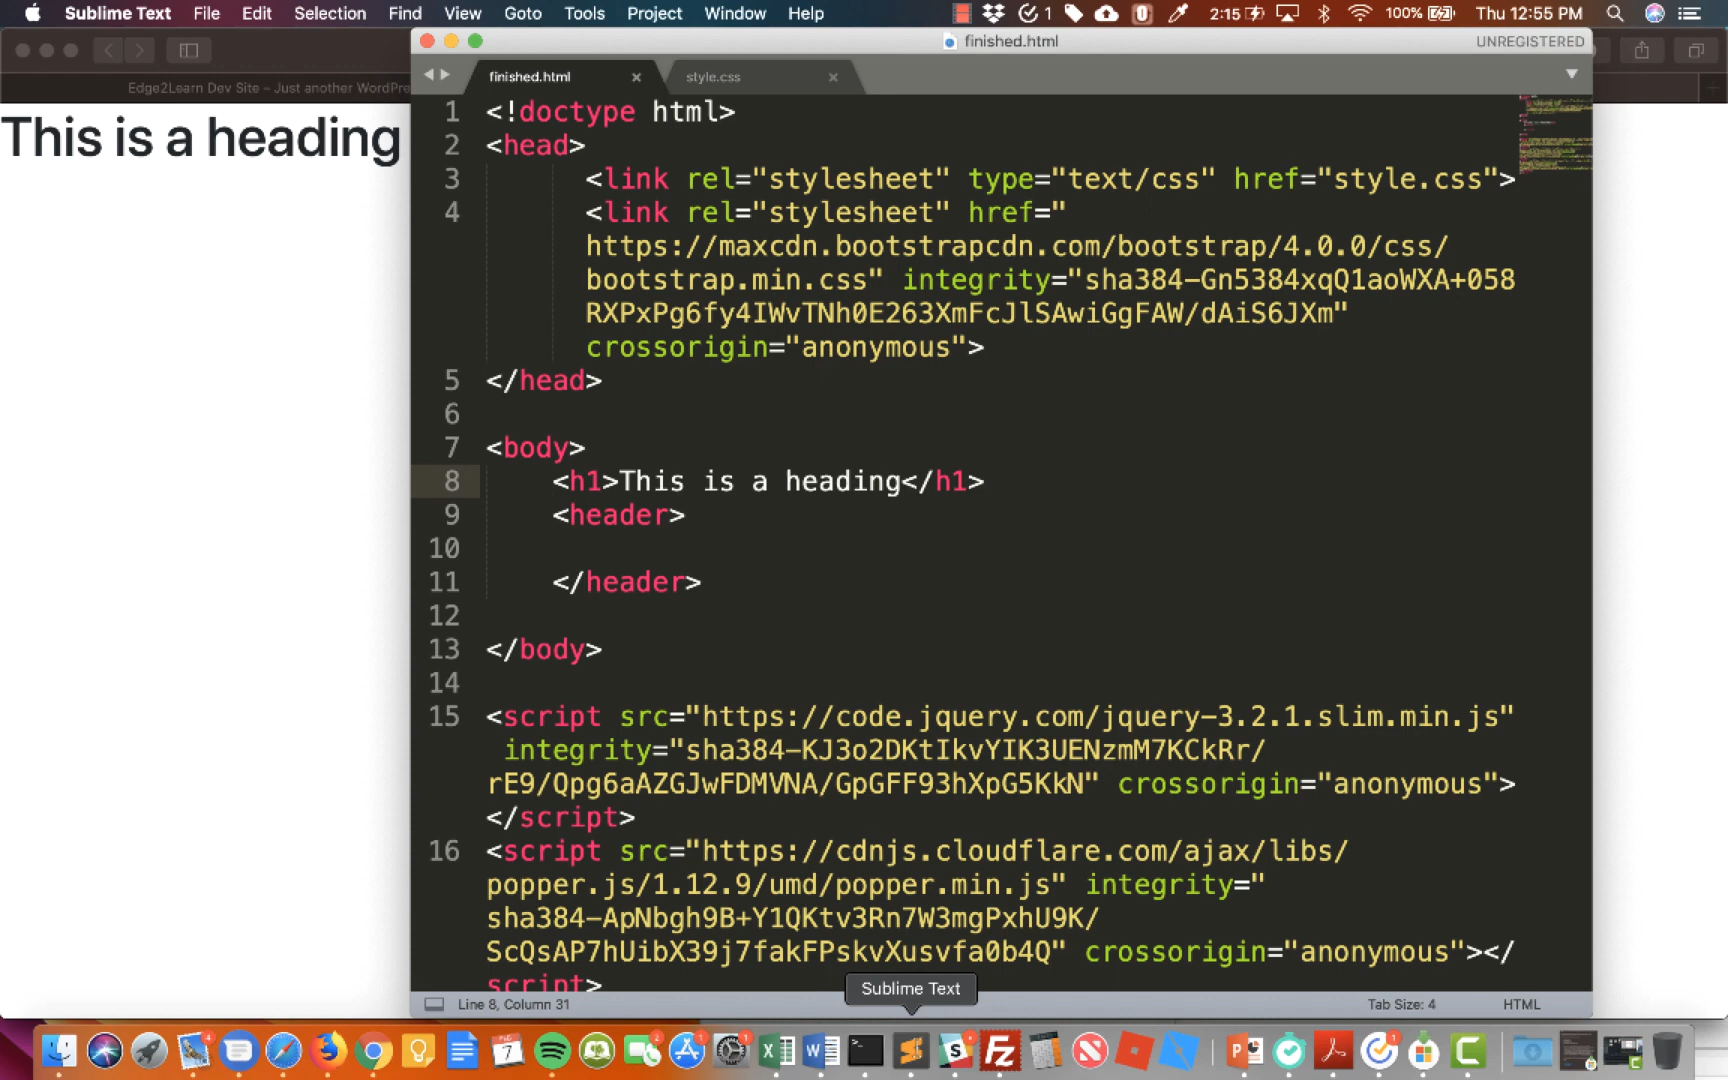 Sublime Text File Edit Selection Find View Goto Tools Project Window Help 1 2:15 100% Thu 12:55 PM
finished.html UNREGISTERED
finished.html style.css
Edge2Learn Dev Site – Just another WordPre
This is a heading
1 <!doctype html>
2 <head>
3 <link rel="stylesheet" type="text/css" href="style.css">
4 <link rel="stylesheet" href="
https://maxcdn.bootstrapcdn.com/bootstrap/4.0.0/css/
bootstrap.min.css" integrity="sha384-Gn5384xqQ1aoWXA+058
RXPxPg6fy4IWvTNh0E263XmFcJlSAwiGgFAW/dAiS6JXm"
crossorigin="anonymous">
5 </head>
6
7 <body>
8 <h1>This is a heading</h1>
9 <header>
10
11 </header>
12
13 </body>
14
15 <script src="https://code.jquery.com/jquery-3.2.1.slim.min.js"
integrity="sha384-KJ3o2DKtIkvYIK3UENzmM7KCkRr/
rE9/Qpg6aAZGJwFDMVNA/GpGFF93hXpG5KkN" crossorigin="anonymous">
</script>
16 <script src="https://cdnjs.cloudflare.com/ajax/libs/
popper.js/1.12.9/umd/popper.min.js" integrity="
sha384-ApNbgh9B+Y1QKtv3Rn7W3mgPxhU9K/
ScQsAP7hUibX39j7fakFPskvXusvfa0b4Q" crossorigin="anonymous"></
script>
Sublime Text
Line 8, Column 31 Tab Size: 4 HTML